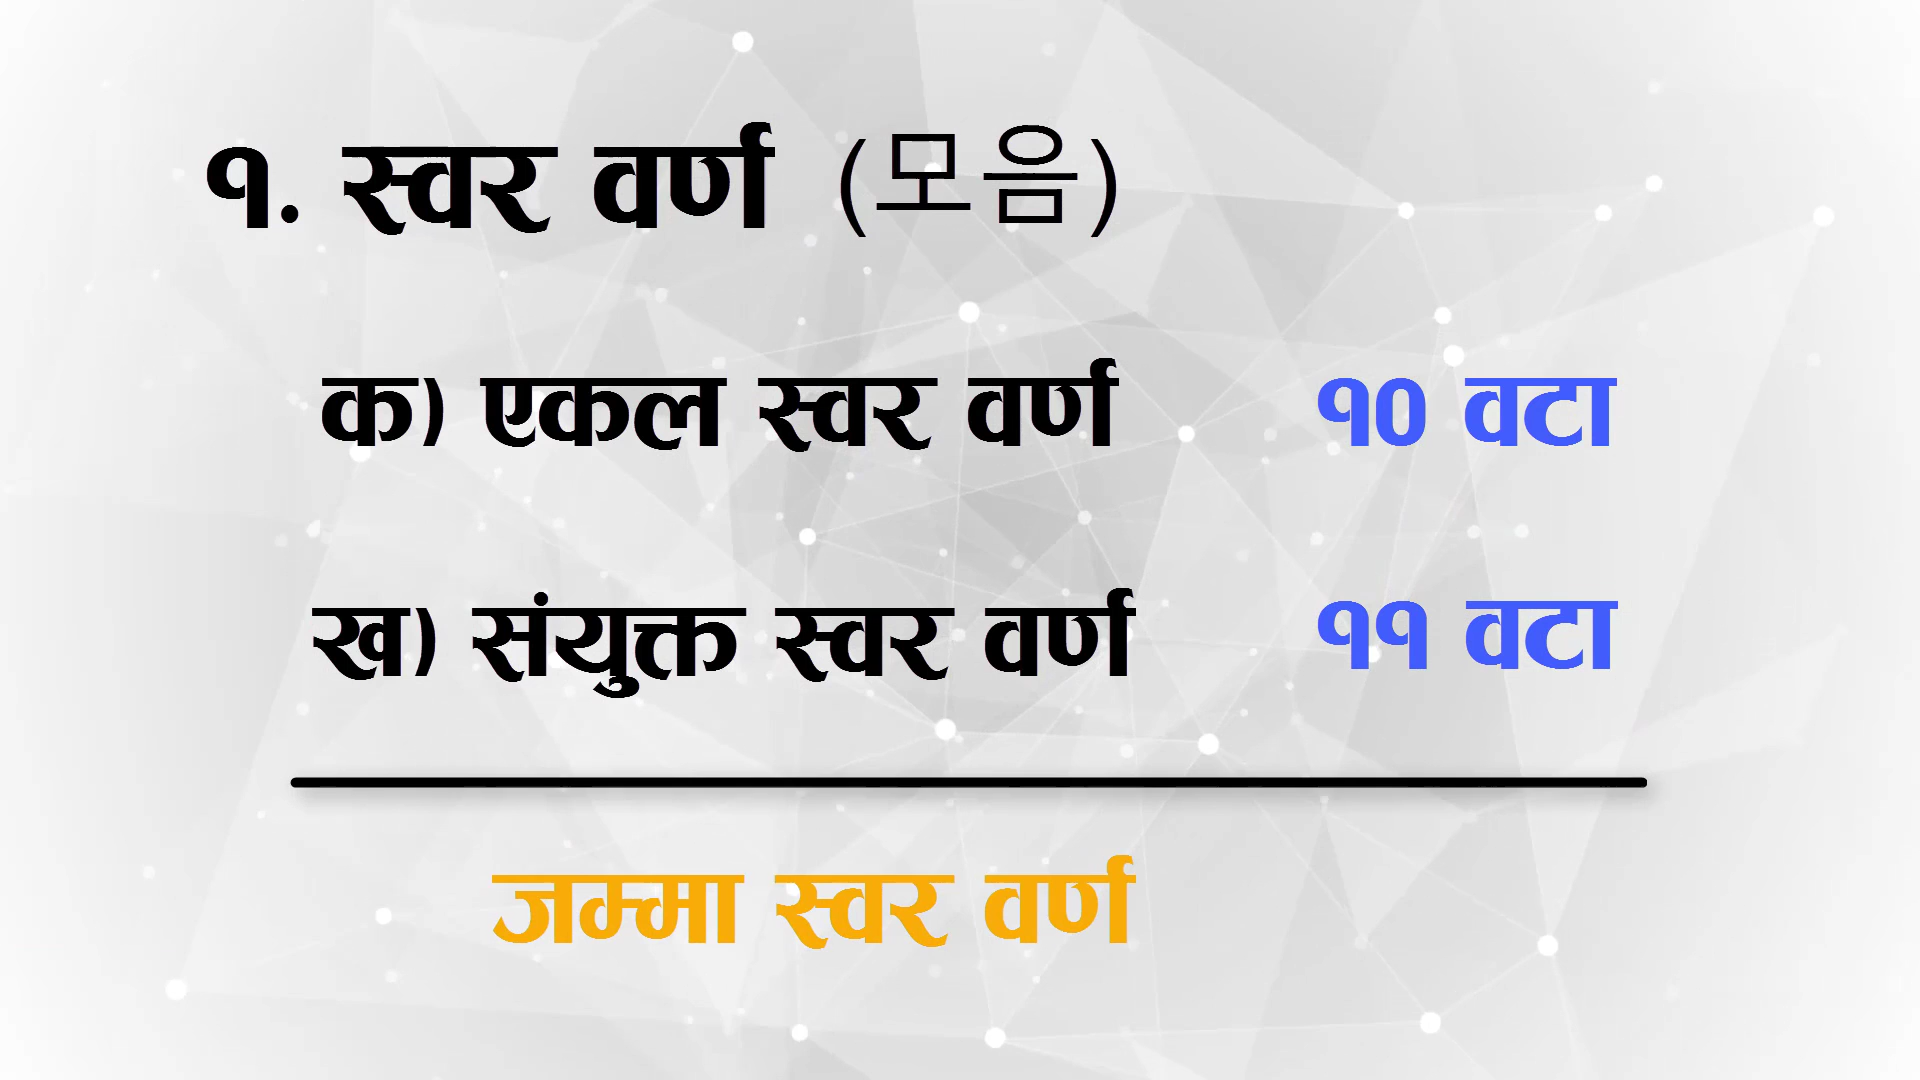 १. स्वर वर्ण (모음)
क) एकल स्वर वर्ण १० वटा
ख) संयुक्त स्वर वर्ण ११ वटा
जम्मा स्वर वर्ण